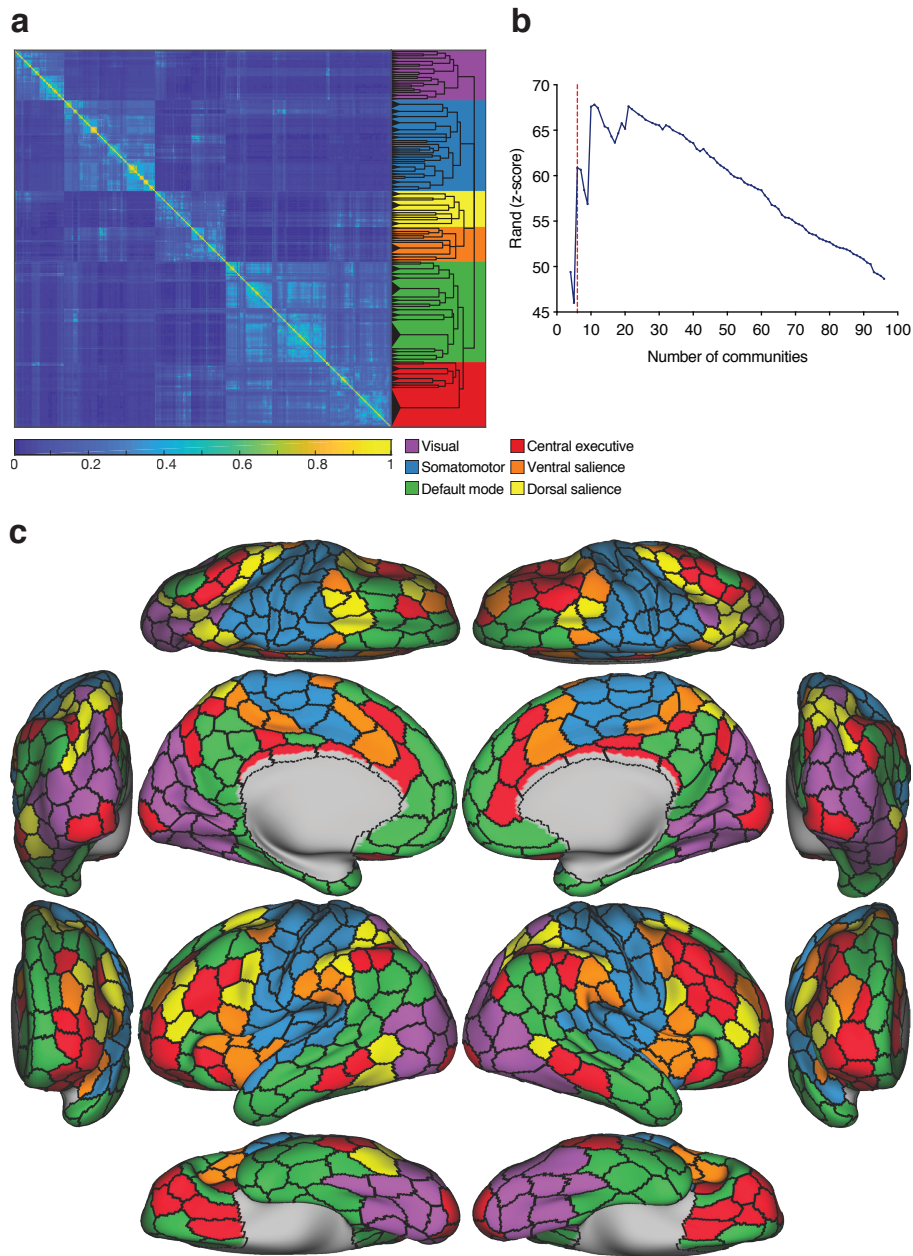 a
0 0.2 0.4 0.6 0.8 1
Visual
Somatomotor
Default mode
Central executive
Ventral salience
Dorsal salience
b
Rand (z-score)
70
65
60
55
50
45
0 10 20 30 40 50 60 70 80 90 100
Number of communities
c